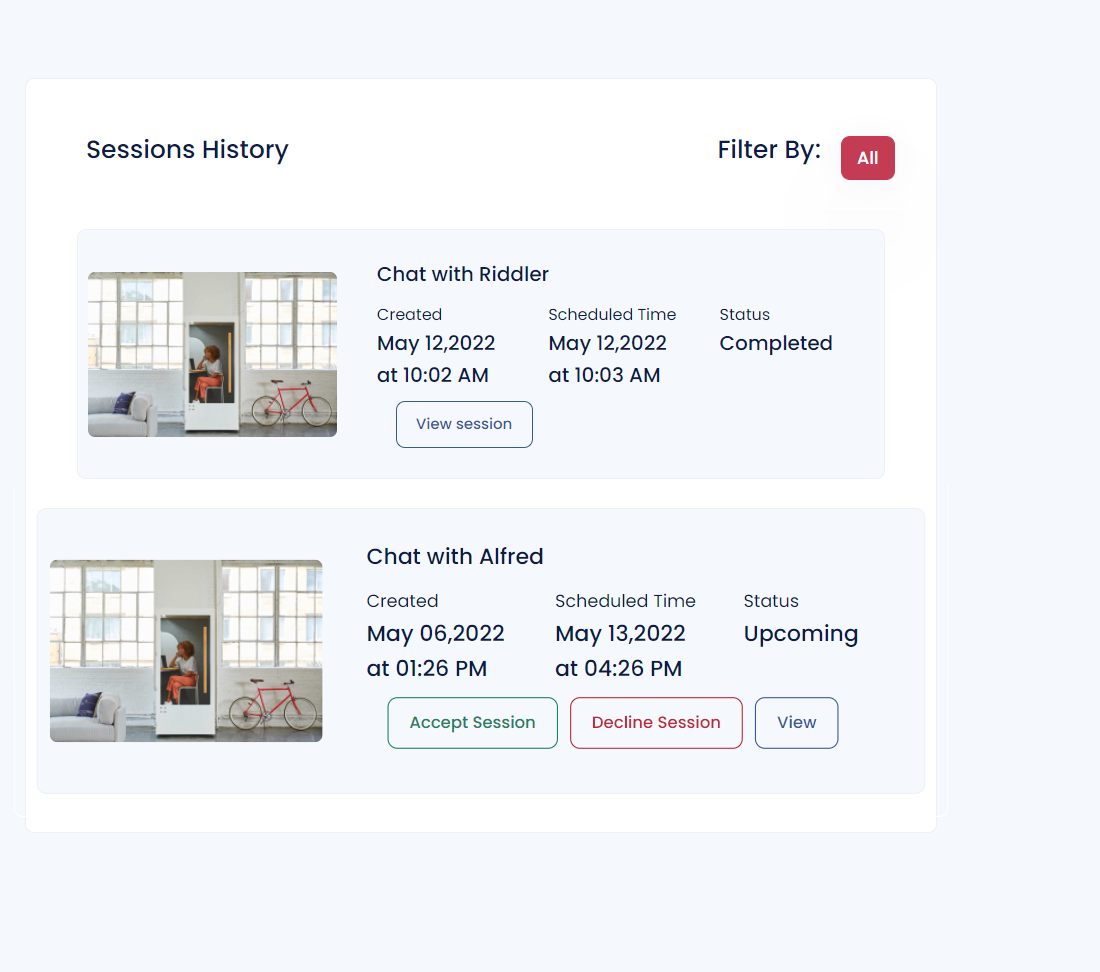 Sessions History
Filter By:
All
Chat with Riddler
Created
Scheduled Time
Status
May 12,2022
May 12,2022
Completed
at 10:02 AM
at 10:03 AM
View session
Chat with Alfred
Created
Scheduled Time
Status
May 06,2022
May 13,2022
Upcoming
at 01:26 PM
at 04:26 PM
Accept Session
Decline Session
View